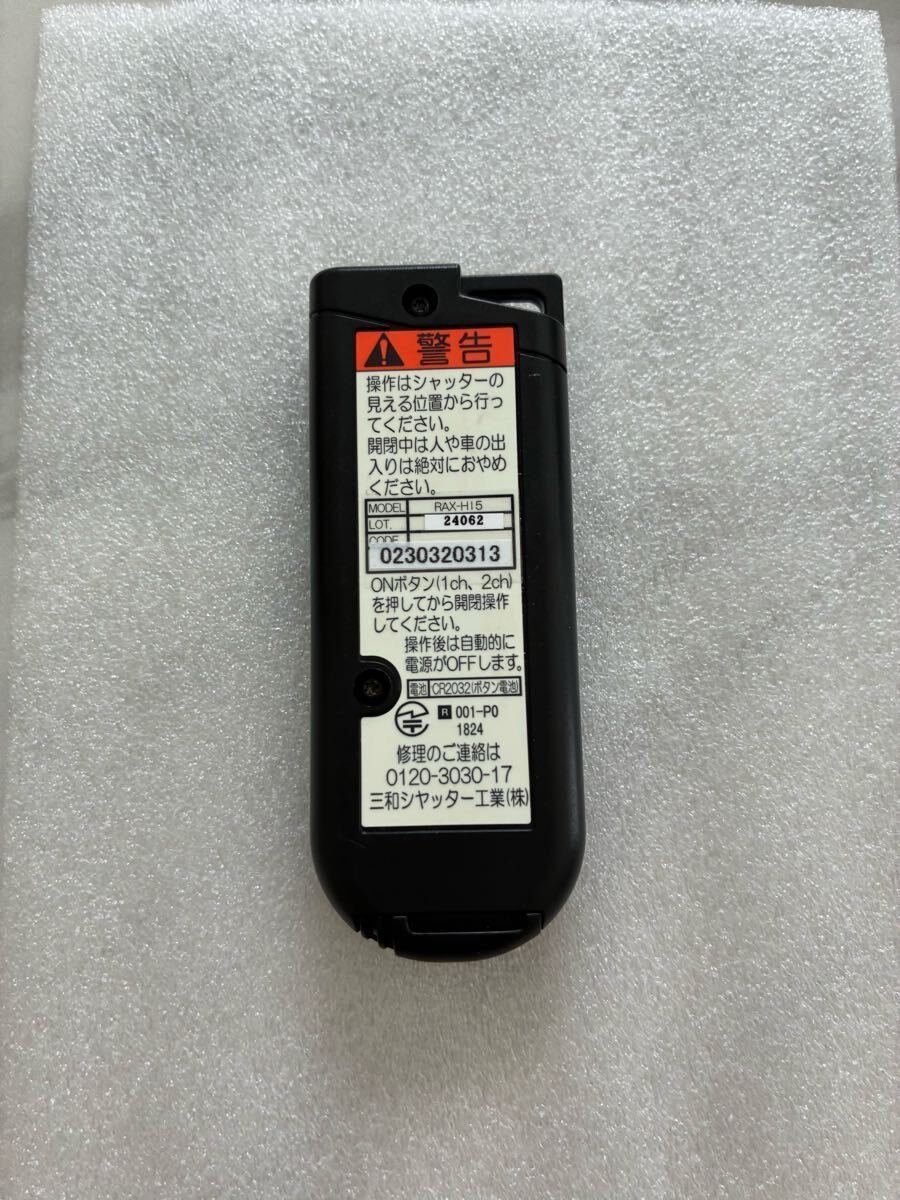 警告
操作はシャッターの
見える位置から行っ
てください。
開閉中は人や車の出
入りは絶対におやめ
ください。
MODEL RAX-H15
LOT. 24062
CODE
0230320313
ONボタン(1ch、2ch)
を押してから開閉操作
してください。
操作後は自動的に
電源がOFFします。
電池 CR2032(ボタン電池)
R 001-P0
1824
修理のご連絡は
0120-3030-17
三和シヤッター工業(株)